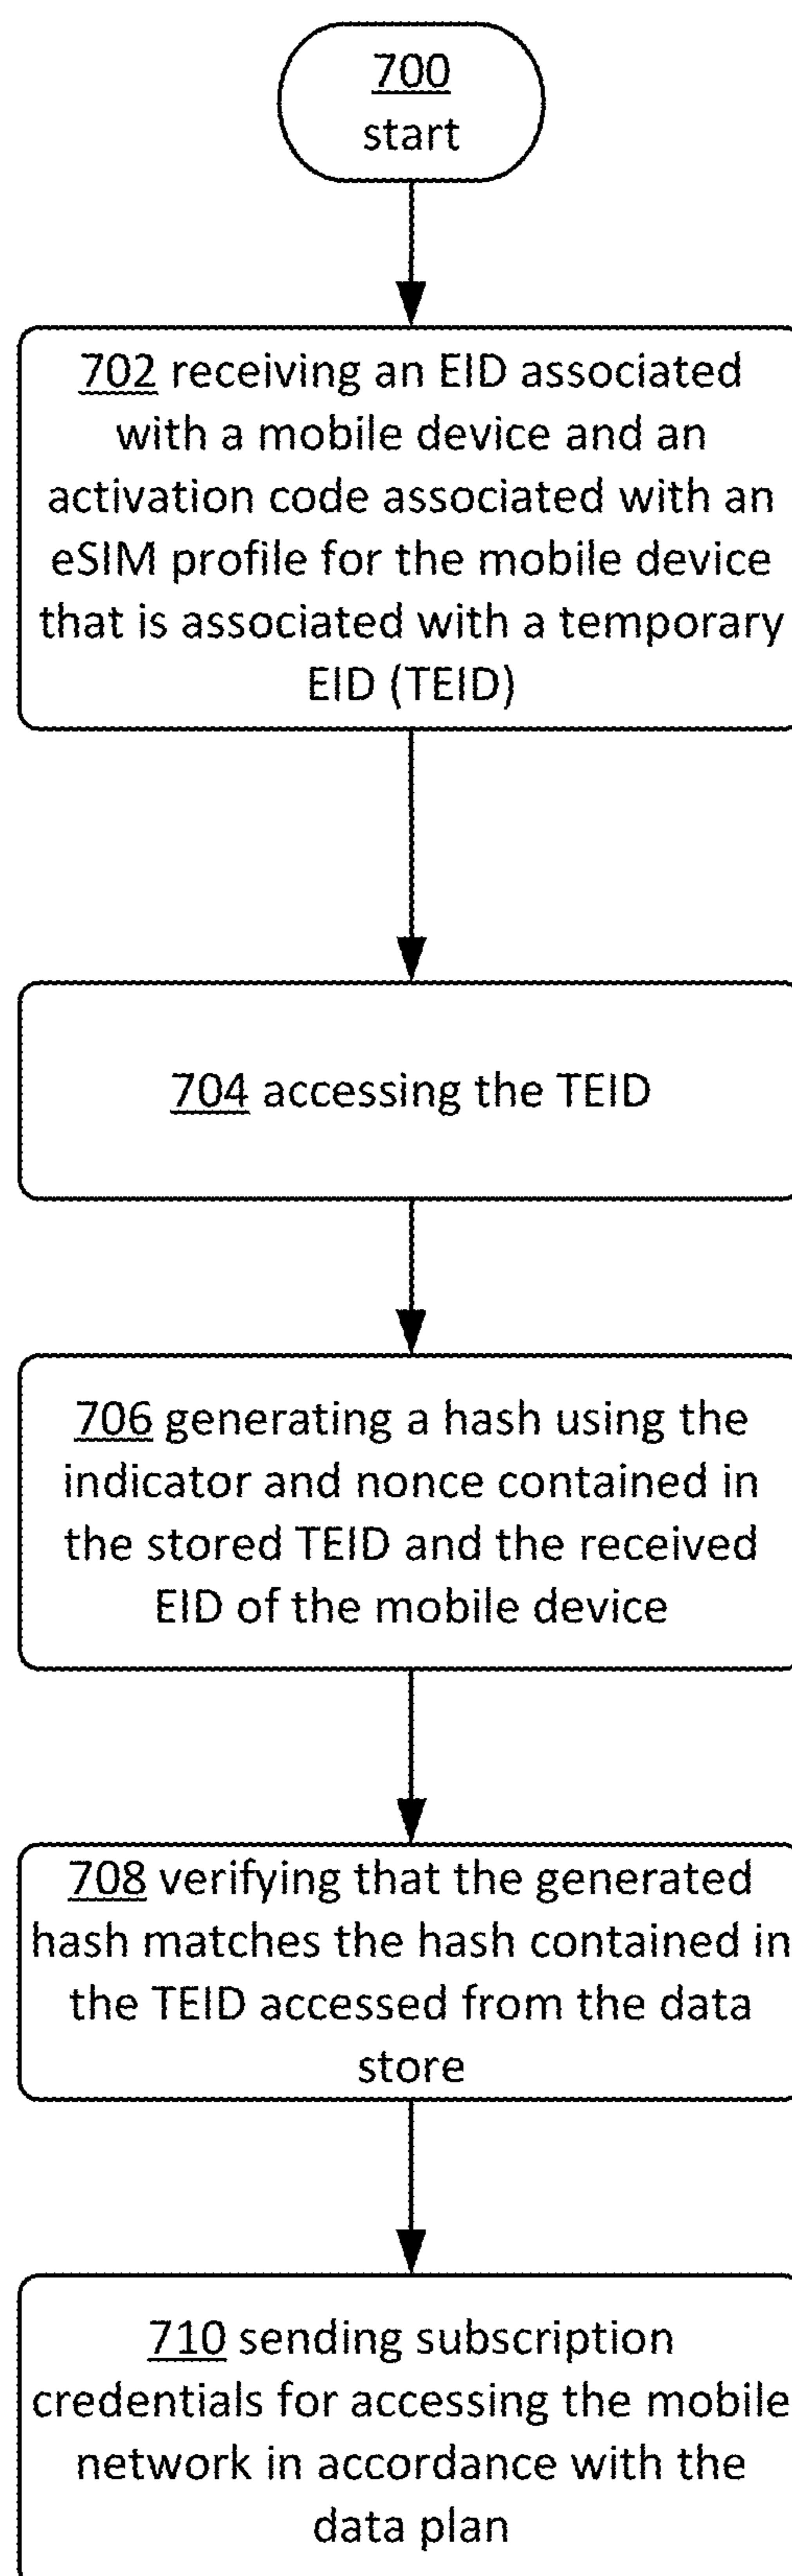 700
start
702 receiving an EID associated
with a mobile device and an
activation code associated with an
eSIM profile for the mobile device
that is associated with a temporary
EID (TEID)
704 accessing the TEID
706 generating a hash using the
indicator and nonce contained in
the stored TEID and the received
EID of the mobile device
708 verifying that the generated
hash matches the hash contained in
the TEID accessed from the data
store
710 sending subscription
credentials for accessing the mobile
network in accordance with the
data plan